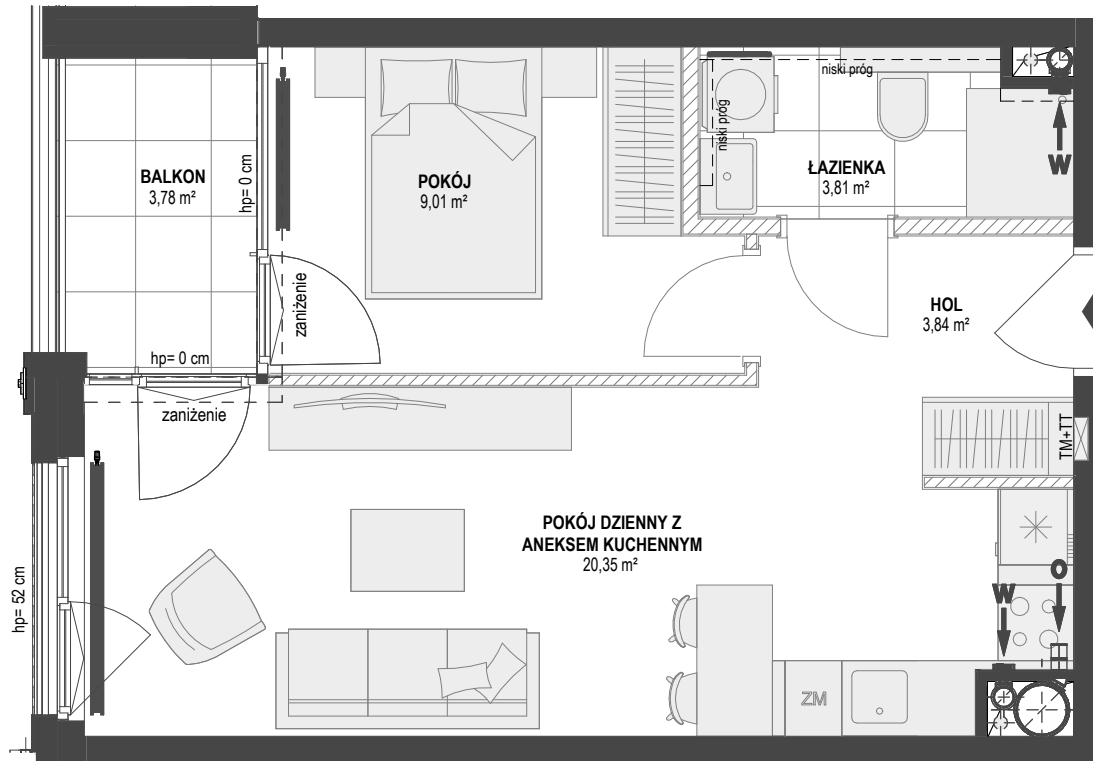 niski próg
niski próg
W
BALKON
3,78 m²
hp= 0 cm
POKÓJ
9,01 m²
ŁAZIENKA
3,81 m²
zaniżenie
HOL
3,84 m²
hp= 0 cm
zaniżenie
TM+TT
POKÓJ DZIENNY Z
ANEKSEM KUCHENNYM
20,35 m²
hp= 52 cm
W
O
ZM